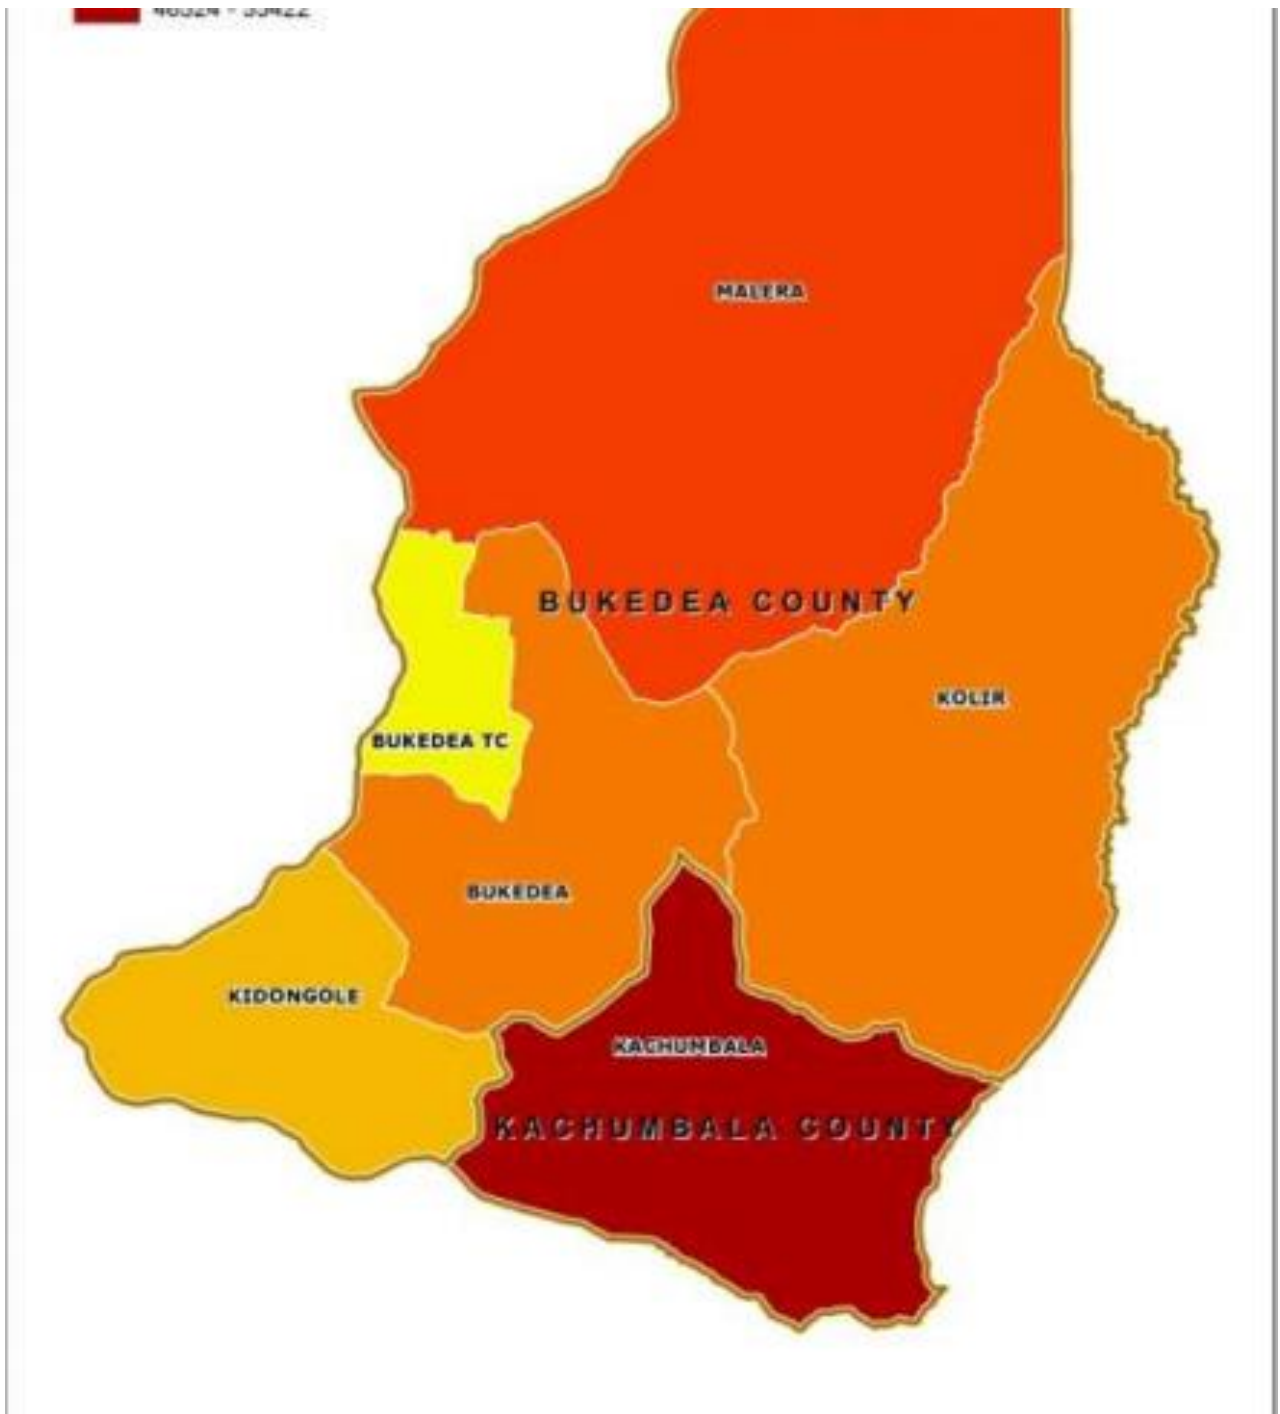 MALERA
BUKEDEA COUNTY
KOLIR
BUKEDEA TC
BUKEDEA
KIDONGOLE
KACHUMBALA
KACHUMBALA COUNTY